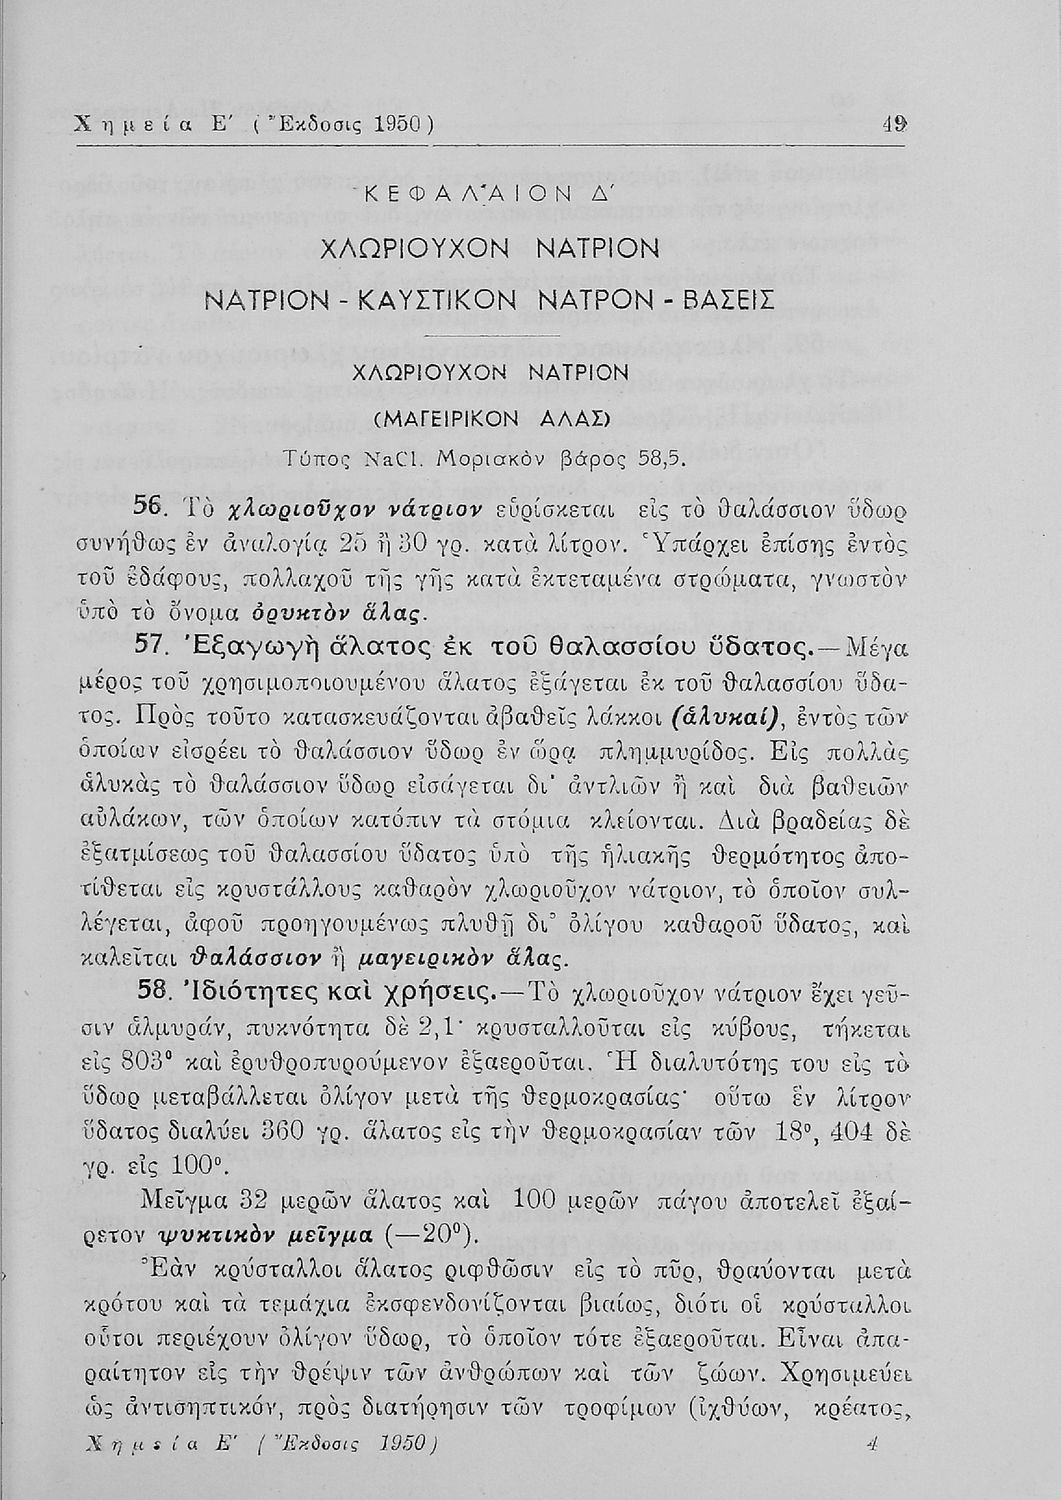 Χημεία Ε΄ (Ἔκδοσις 1950) 49
ΚΕΦΑΛΑΙΟΝ Δ΄
ΧΛΩΡΙΟΥΧΟΝ ΝΑΤΡΙΟΝ
ΝΑΤΡΙΟΝ - ΚΑΥΣΤΙΚΟΝ ΝΑΤΡΟΝ - ΒΑΣΕΙΣ
ΧΛΩΡΙΟΥΧΟΝ ΝΑΤΡΙΟΝ
(ΜΑΓΕΙΡΙΚΟΝ ΑΛΑΣ)
Τύπος NaCl. Μοριακὸν βάρος 58,5.
56. Τὸ χλωριοῦχον νάτριον εὑρίσκεται εἰς τὸ θαλάσσιον ὕδωρ
συνήθως ἐν ἀναλογίᾳ 25 ἢ 30 γρ. κατὰ λίτρον. Ὑπάρχει ἐπίσης ἐντὸς
τοῦ ἐδάφους, πολλαχοῦ τῆς γῆς κατὰ ἐκτεταμένα στρώματα, γνωστὸν
ὑπὸ τὸ ὄνομα ὀρυκτὸν ἅλας.
57. Ἐξαγωγὴ ἅλατος ἐκ τοῦ θαλασσίου ὕδατος.—Μέγα
μέρος τοῦ χρησιμοποιουμένου ἅλατος ἐξάγεται ἐκ τοῦ θαλασσίου ὕδα-
τος. Πρὸς τοῦτο κατασκευάζονται ἀβαθεῖς λάκκοι (ἁλυκαί), ἐντὸς τῶν
ὁποίων εἰσρέει τὸ θαλάσσιον ὕδωρ ἐν ὥρᾳ πλημμυρίδος. Εἰς πολλὰς
ἁλυκὰς τὸ θαλάσσιον ὕδωρ εἰσάγεται δι' ἀντλιῶν ἢ καὶ διὰ βαθειῶν
αὐλάκων, τῶν ὁποίων κατόπιν τὰ στόμια κλείονται. Διὰ βραδείας δὲ
ἐξατμίσεως τοῦ θαλασσίου ὕδατος ὑπὸ τῆς ἡλιακῆς θερμότητος ἀπο-
τίθεται εἰς κρυστάλλους καθαρὸν χλωριοῦχον νάτριον, τὸ ὁποῖον συλ-
λέγεται, ἀφοῦ προηγουμένως πλυθῇ δι' ὀλίγου καθαροῦ ὕδατος, καὶ
καλεῖται θαλάσσιον ἢ μαγειρικὸν ἅλας.
58. Ἰδιότητες καὶ χρήσεις.—Τὸ χλωριοῦχον νάτριον ἔχει γεῦ-
σιν ἁλμυράν, πυκνότητα δὲ 2,1· κρυσταλλοῦται εἰς κύβους, τήκεται
εἰς 803° καὶ ἐρυθροπυρούμενον ἐξαεροῦται. Ἡ διαλυτότης του εἰς τὸ
ὕδωρ μεταβάλλεται ὀλίγον μετὰ τῆς θερμοκρασίας· οὕτω ἓν λίτρον
ὕδατος διαλύει 360 γρ. ἅλατος εἰς τὴν θερμοκρασίαν τῶν 18°, 404 δὲ
γρ. εἰς 100°.
Μεῖγμα 32 μερῶν ἅλατος καὶ 100 μερῶν πάγου ἀποτελεῖ ἐξαί-
ρετον ψυκτικὸν μεῖγμα (—20°).
Ἐὰν κρύσταλλοι ἅλατος ριφθῶσιν εἰς τὸ πῦρ, θραύονται μετὰ
κρότου καὶ τὰ τεμάχια ἐκσφενδονίζονται βιαίως, διότι οἱ κρύσταλλοι
οὗτοι περιέχουν ὀλίγον ὕδωρ, τὸ ὁποῖον τότε ἐξαεροῦται. Εἶναι ἀπα-
ραίτητον εἰς τὴν θρέψιν τῶν ἀνθρώπων καὶ τῶν ζώων. Χρησιμεύει
ὡς ἀντισηπτικόν, πρὸς διατήρησιν τῶν τροφίμων (ἰχθύων, κρέατος,
Χημεία Ε΄ (Ἔκδοσις 1950) 4